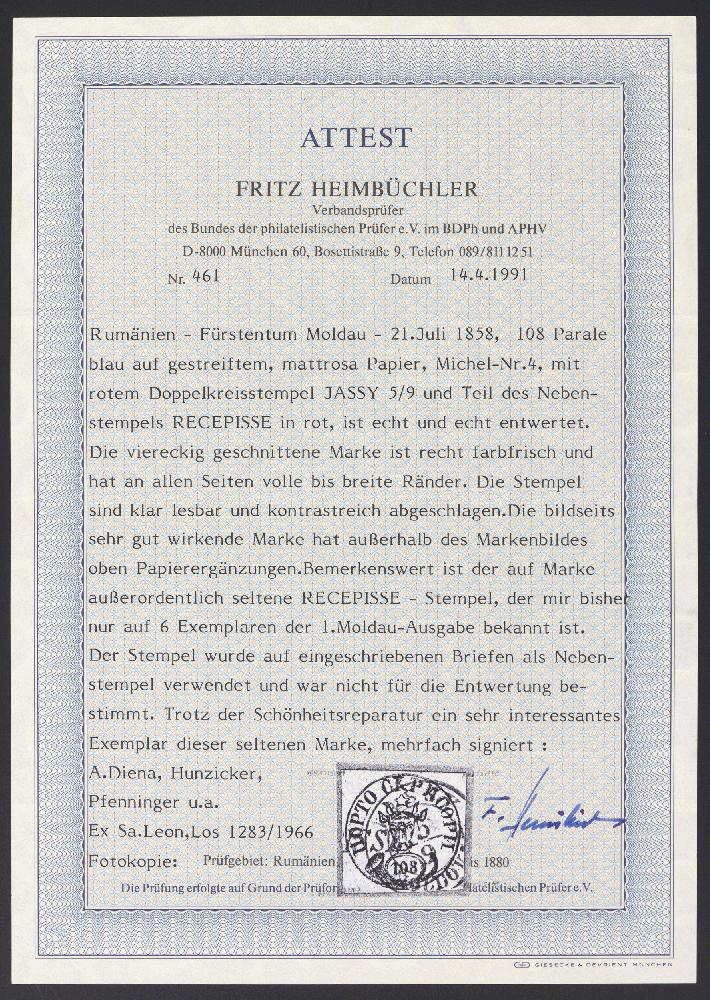 ATTEST
FRITZ HEIMBÜCHLER
Verbandsprüfer
des Bundes der philatelistischen Prüfer e.V. im BDPh und APHV
D-8000 München 60, Bosettistraße 9, Telefon 089/8111251
Nr. 461 Datum 14.4.1991
Rumänien - Fürstentum Moldau - 21.Juli 1858, 108 Parale
blau auf gestreiftem, mattrosa Papier, Michel-Nr.4, mit
rotem Doppelkreisstempel JASSY 5/9 und Teil des Neben-
stempels RECEPISSE in rot, ist echt und echt entwertet.
Die viereckig geschnittene Marke ist recht farbfrisch und
hat an allen Seiten volle bis breite Ränder. Die Stempel
sind klar lesbar und kontrastreich abgeschlagen.Die bildseits
sehr gut wirkende Marke hat außerhalb des Markenbildes
oben Papierergänzungen.Bemerkenswert ist der auf Marke
außerordentlich seltene RECEPISSE - Stempel, der mir bisher
nur auf 6 Exemplaren der 1.Moldau-Ausgabe bekannt ist.
Der Stempel wurde auf eingeschriebenen Briefen als Neben-
stempel verwendet und war nicht für die Entwertung be-
stimmt. Trotz der Schönheitsreparatur ein sehr interessantes
Exemplar dieser seltenen Marke, mehrfach signiert :
A.Diena, Hunzicker,
Pfenninger u.a.
Ex Sa.Leon,Los 1283/1966
Fotokopie: Prüfgebiet: Rumänien is 1880
Die Prüfung erfolgte auf Grund der Prüfor latelistischen Prüfer e.V.
108
GIESECKE & DEVRIENT MÜNCHEN